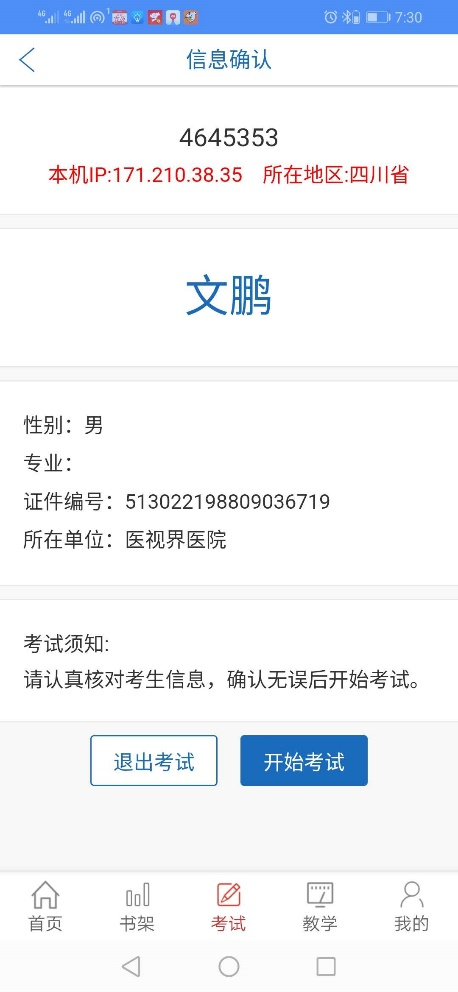 7:30
信息确认
4645353
本机IP:171.210.38.35 所在地区:四川省
文鹏
性别：男
专业：
证件编号：513022198809036719
所在单位：医视界医院
考试须知:
请认真核对考生信息，确认无误后开始考试。
退出考试 开始考试
首页 书架 考试 教学 我的